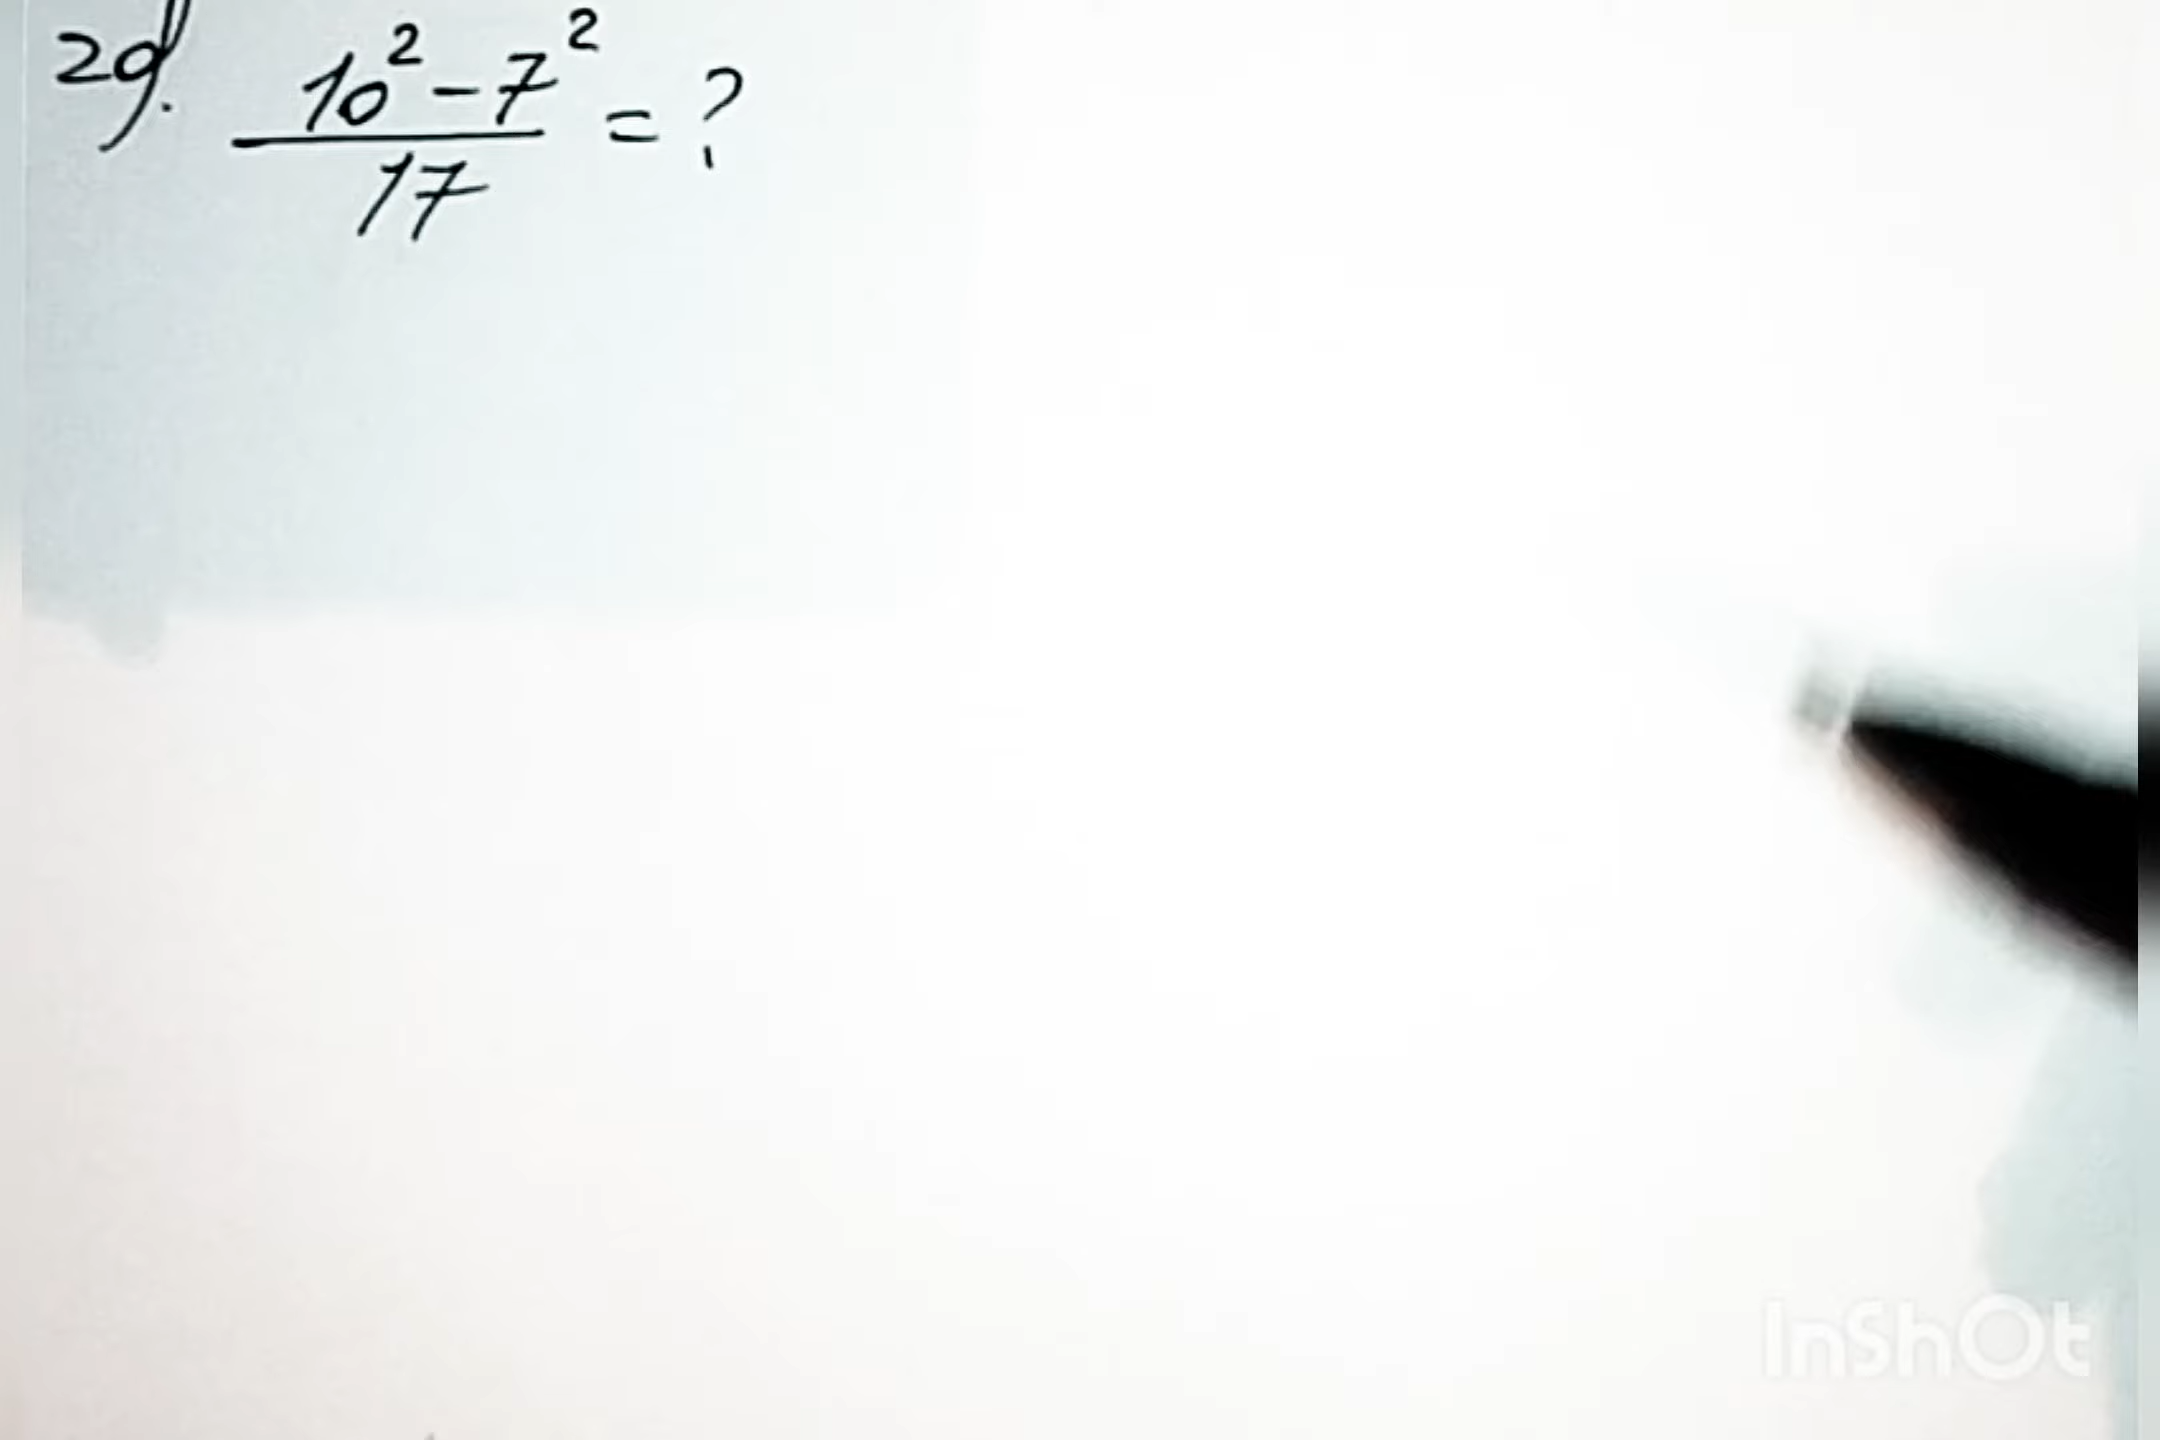 29. 10² - 7² / 17 = ?
InShOt